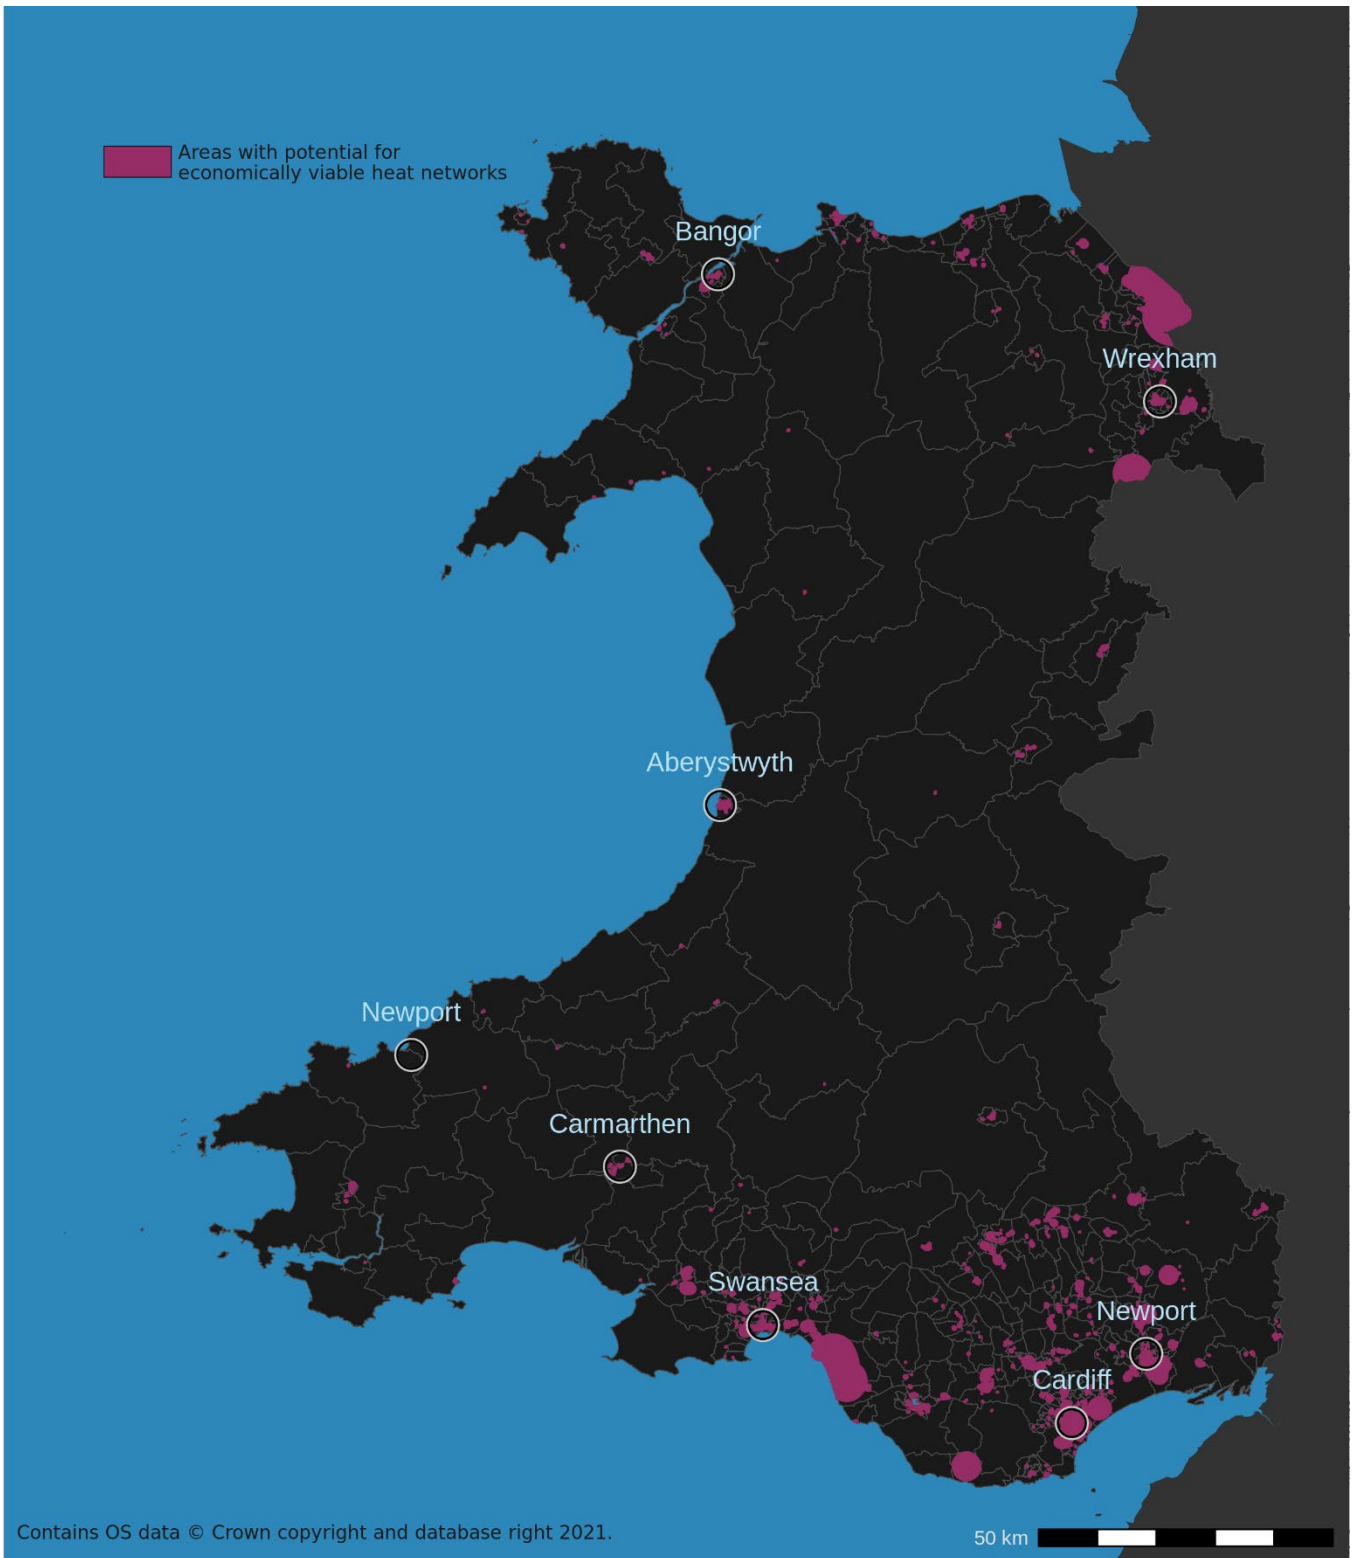 Areas with potential for
economically viable heat networks
Bangor
Wrexham
Aberystwyth
Newport
Carmarthen
Swansea
Newport
Cardiff
Contains OS data © Crown copyright and database right 2021.
50 km